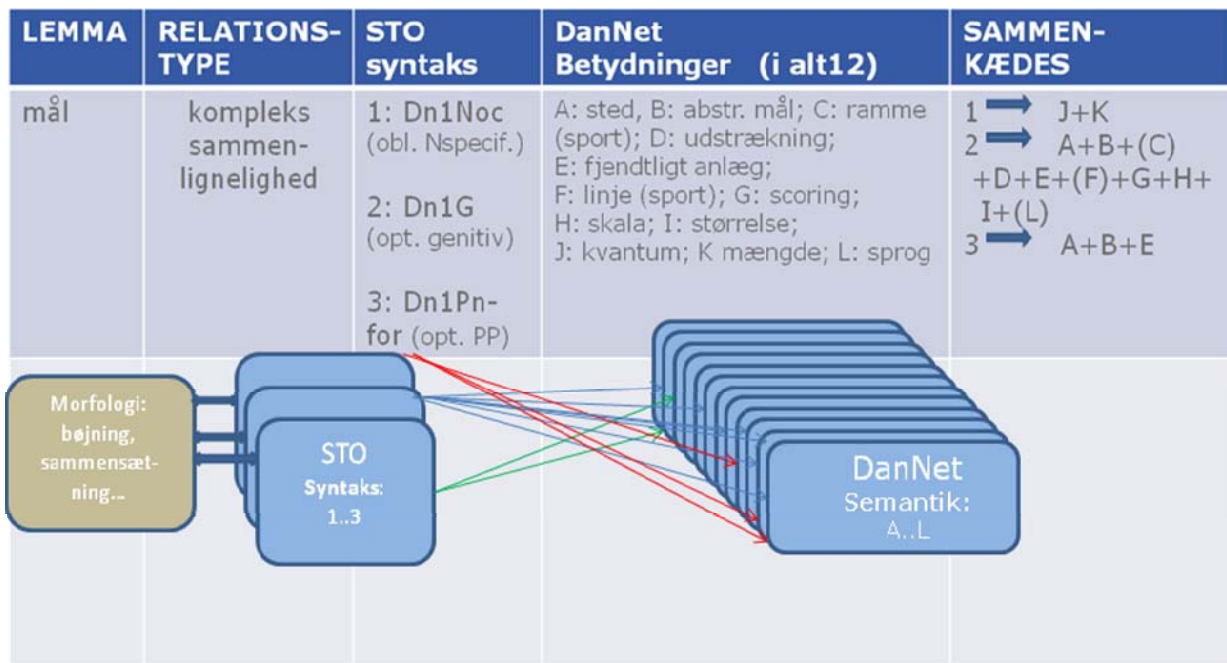 LEMMA
RELATIONS-
TYPE
STO
syntaks
DanNet
Betydninger (i alt12)
SAMMEN-
KÆDES
mål
kompleks
sammen-
lignelighed
1: Dn1Noc
(obl. Nspecif.)
2: Dn1G
(opt. genitiv)
3: Dn1Pn-
for (opt. PP)
A: sted, B: abstr. mål; C: ramme
(sport); D: udstrækning;
E: fjendtligt anlæg;
F: linje (sport); G: scoring;
H: skala; I: størrelse;
J: kvantum; K mængde; L: sprog
1 J+K
2 A+B+(C)
+D+E+(F)+G+H+
I+(L)
3 A+B+E
Morfologi:
bøjning,
sammensæt-
ning...
STO
Syntaks:
1..3
DanNet
Semantik:
A..L